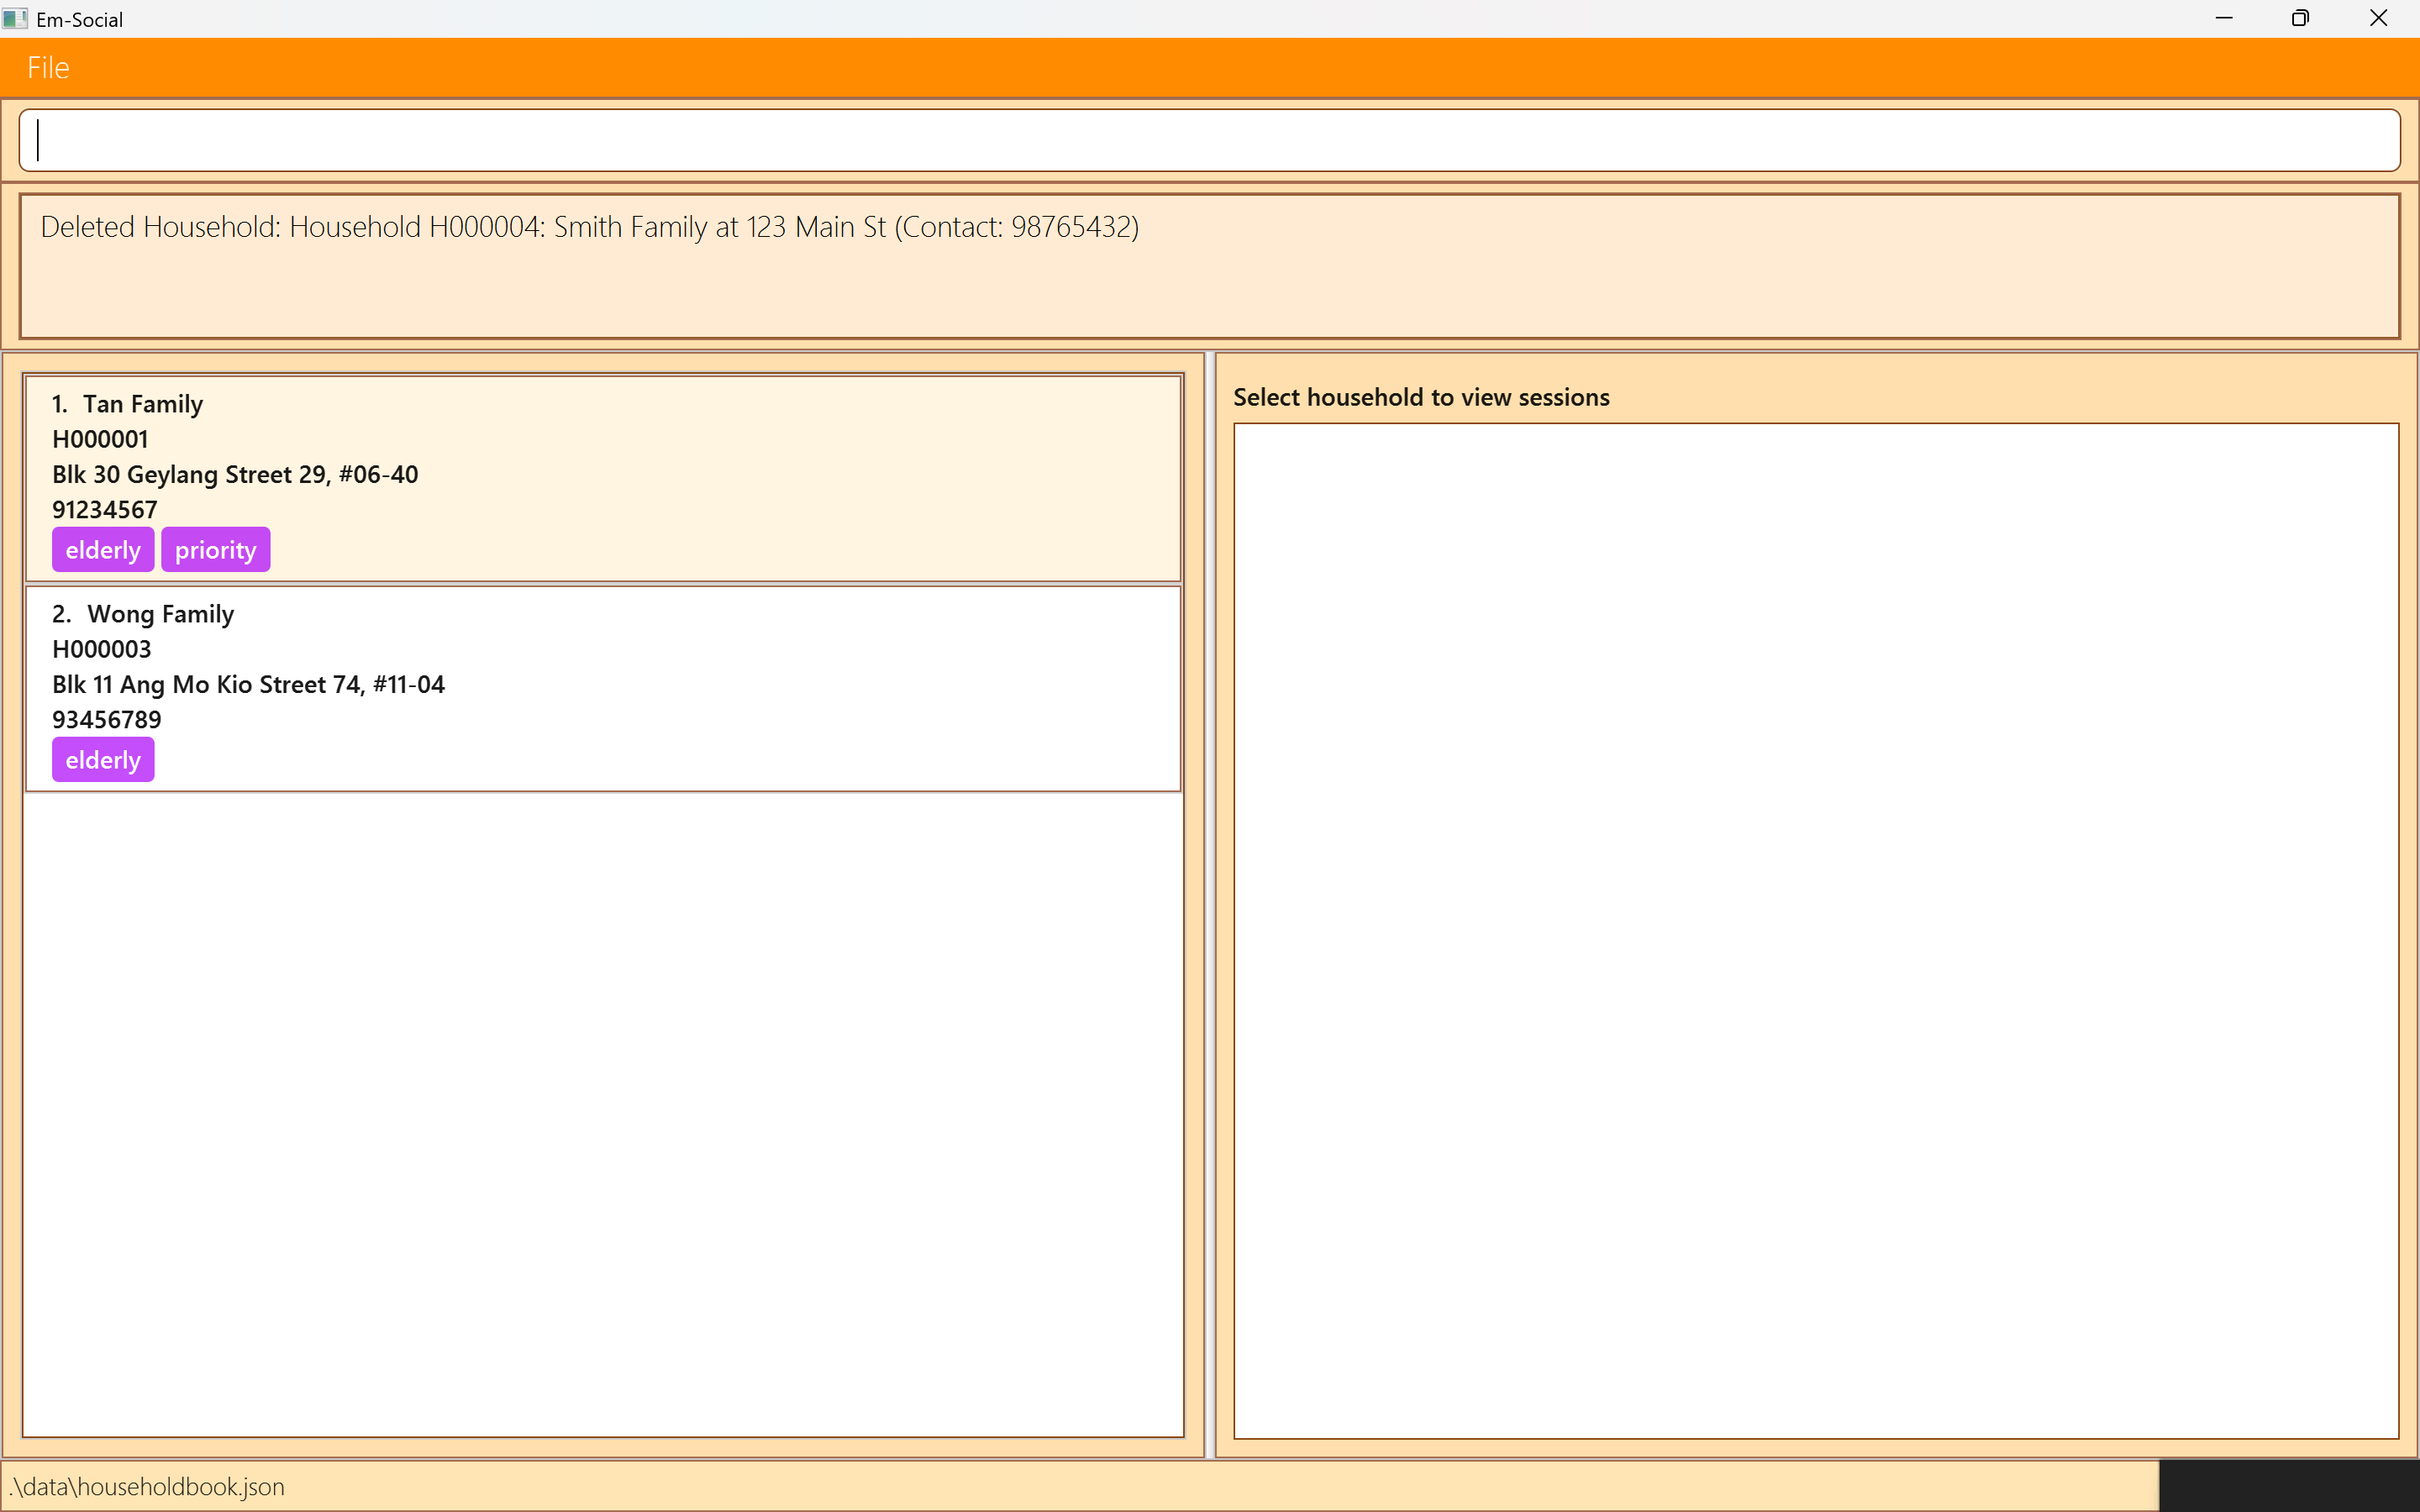 Em-Social
File
Deleted Household: Household H000004: Smith Family at 123 Main St (Contact: 98765432)
1. Tan Family
H000001
Blk 30 Geylang Street 29, #06-40
91234567
elderly priority
2. Wong Family
H000003
Blk 11 Ang Mo Kio Street 74, #11-04
93456789
elderly
Select household to view sessions
.\data\householdbook.json